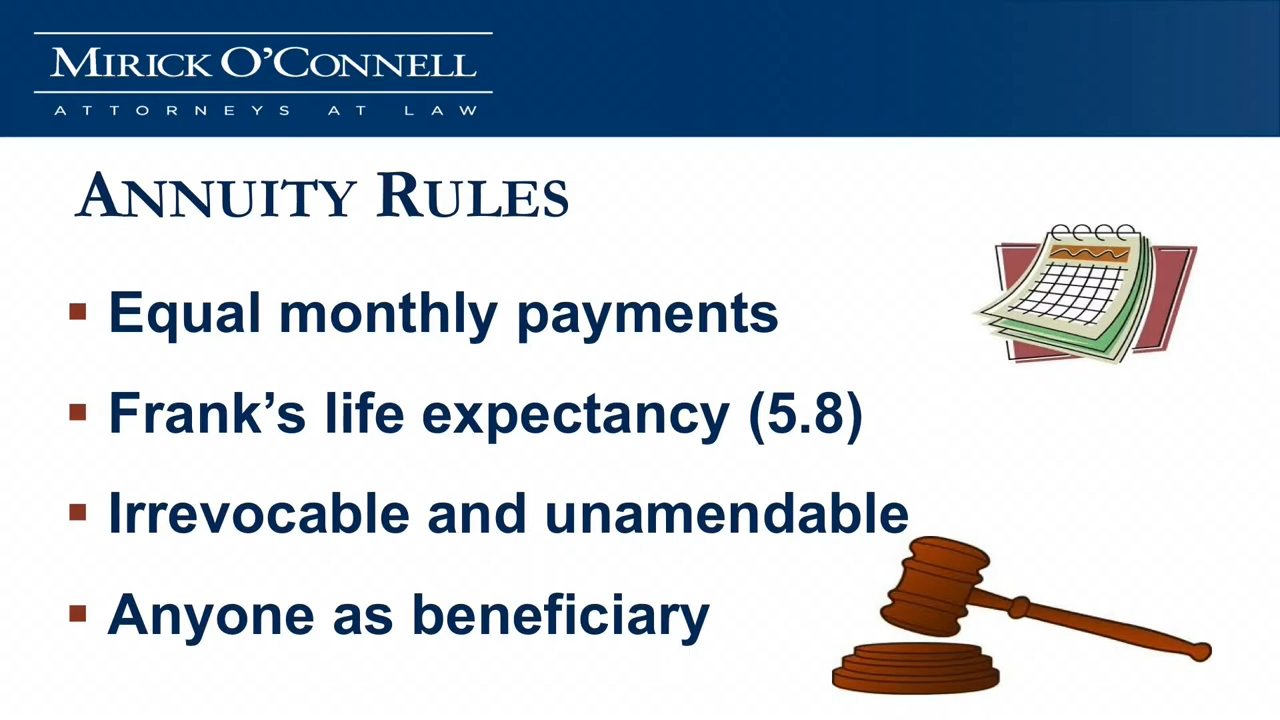 MIRICK O'CONNELL
ATTORNEYS AT LAW
ANNUITY RULES
▪ Equal monthly payments
▪ Frank's life expectancy (5.8)
▪ Irrevocable and unamendable
▪ Anyone as beneficiary